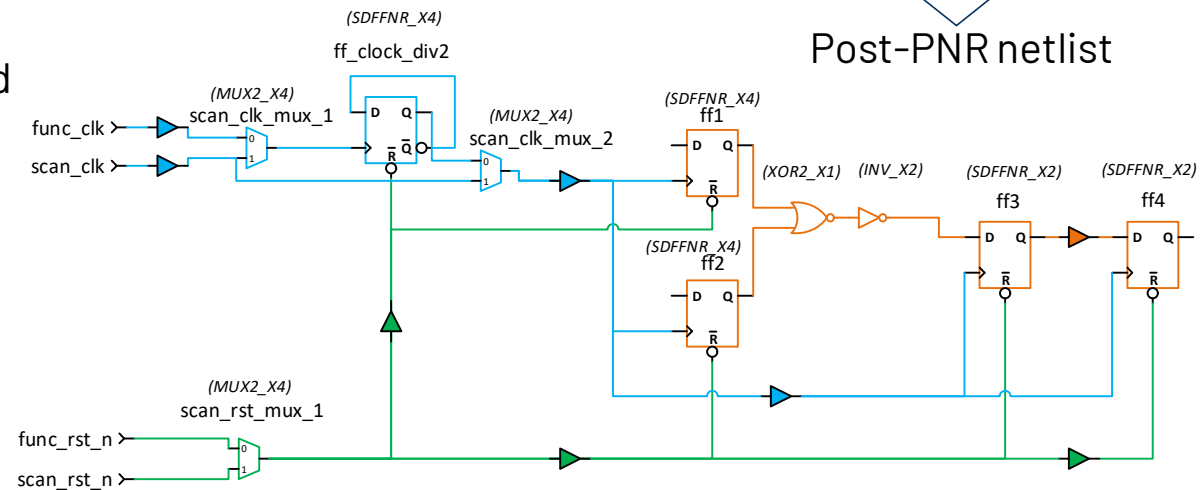 (SDFFNR_X4)
ff_clock_div2
Post-PNR netlist
d
(MUX2_X4)
scan_clk_mux_1
func_clk
scan_clk
0
1
D Q
Q
R
(MUX2_X4)
scan_clk_mux_2
0
1
(SDFFNR_X4)
ff1
D Q
R
(XOR2_X1)
(INV_X2)
(SDFFNR_X2)
ff3
D Q
R
(SDFFNR_X2)
ff4
D Q
R
(SDFFNR_X4)
ff2
D Q
R
(MUX2_X4)
scan_rst_mux_1
func_rst_n
scan_rst_n
0
1